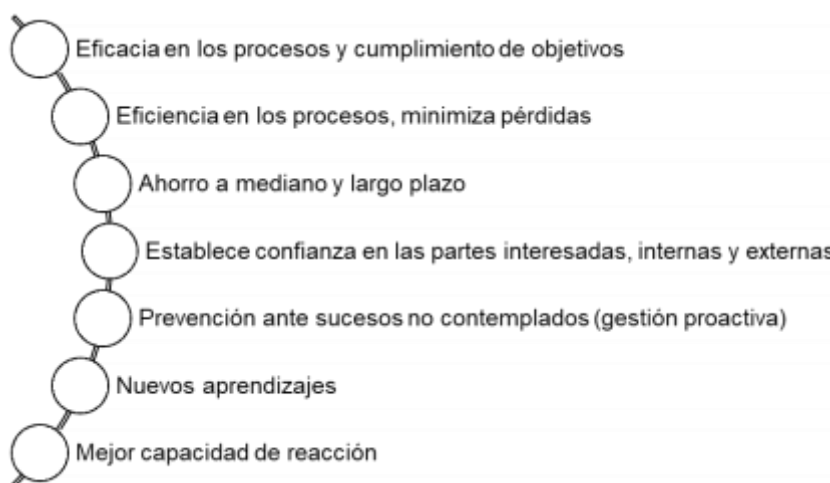 Eficacia en los procesos y cumplimiento de objetivos
Eficiencia en los procesos, minimiza pérdidas
Ahorro a mediano y largo plazo
Establece confianza en las partes interesadas, internas y externas
Prevención ante sucesos no contemplados (gestión proactiva)
Nuevos aprendizajes
Mejor capacidad de reacción